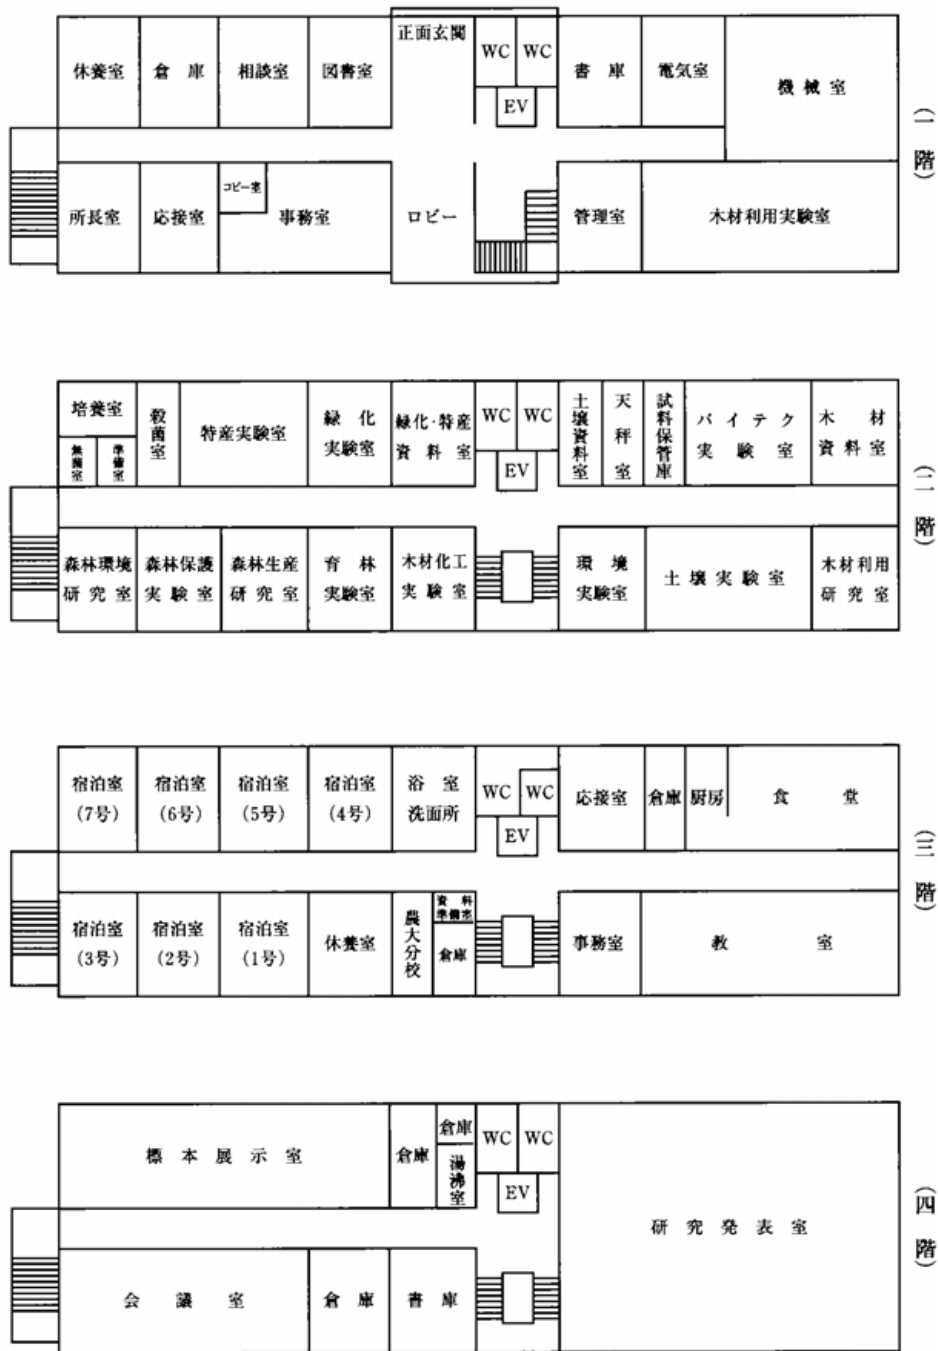 正面玄関
休養室
倉庫
相談室
図書室
WC
WC
EV
書庫
電気室
機械室
所長室
応接室
コピー室
事務室
ロビー
管理室
木材利用実験室
(一階)
培養室
無菌室
準備室
殺菌室
特産実験室
緑化
実験室
緑化・特産
資料室
WC
WC
EV
土壌資料室
天秤室
試料保管庫
バイテク
実験室
木材
資料室
森林環境
研究室
森林保護
実験室
森林生産
研究室
育林
実験室
木材化工
実験室
環境
実験室
土壌実験室
木材利用
研究室
(二階)
宿泊室
(7号)
宿泊室
(6号)
宿泊室
(5号)
宿泊室
(4号)
浴室
洗面所
WC
WC
EV
応接室
倉庫
厨房
食堂
宿泊室
(3号)
宿泊室
(2号)
宿泊室
(1号)
休養室
農大分校
資料
準備室
倉庫
事務室
教室
(三階)
標本展示室
倉庫
倉庫
湯沸室
WC
WC
EV
研究発表室
会議室
倉庫
書庫
(四階)